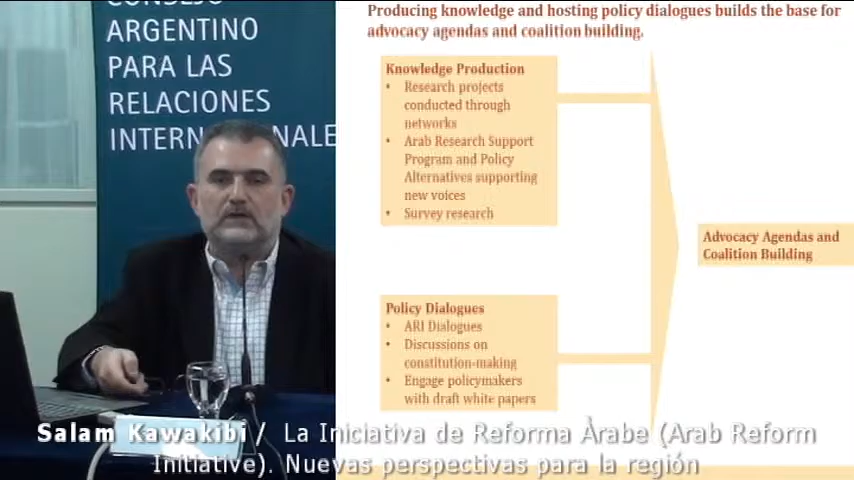 CONSEJO
ARGENTINO
PARA LAS
RELACIONES
INTERNACIONALE
Producing knowledge and hosting policy dialogues builds the base for
advocacy agendas and coalition building.
Knowledge Production
• Research projects
conducted through
networks
• Arab Research Support
Program and Policy
Alternatives supporting
new voices
• Survey research
Advocacy Agendas and
Coalition Building
Policy Dialogues
• ARI Dialogues
• Discussions on
constitution-making
• Engage policymakers
with draft white papers
Salam Kawakibi / La Iniciativa de Reforma Àrabe (Arab Reform
Initiative). Nuevas perspectivas para la región